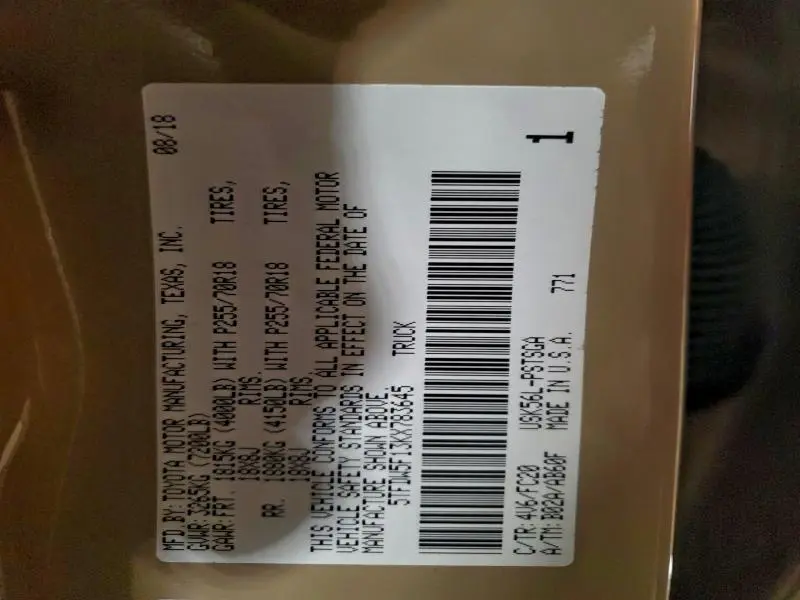 MFD BY: TOYOTA MOTOR MANUFACTURING, TEXAS, INC. 08/18
GVWR: 3265KG (7200LB)
GAWR: FRT. 1815KG (4000LB) WITH P255/70R18 TIRES,
18X8J RIMS.
RR. 1890KG (4150LB) WITH P255/70R18 TIRES,
18X8J RIMS.
THIS VEHICLE CONFORMS TO ALL APPLICABLE FEDERAL MOTOR
VEHICLE SAFETY STANDARDS IN EFFECT ON THE DATE OF
MANUFACTURE SHOWN ABOVE.
5TFDW5F13KX783645 TRUCK
C/TR: 4V6/FC20 USK56L-PSTSGA
A/TM: B02A/AB60F MADE IN U.S.A. 771
1